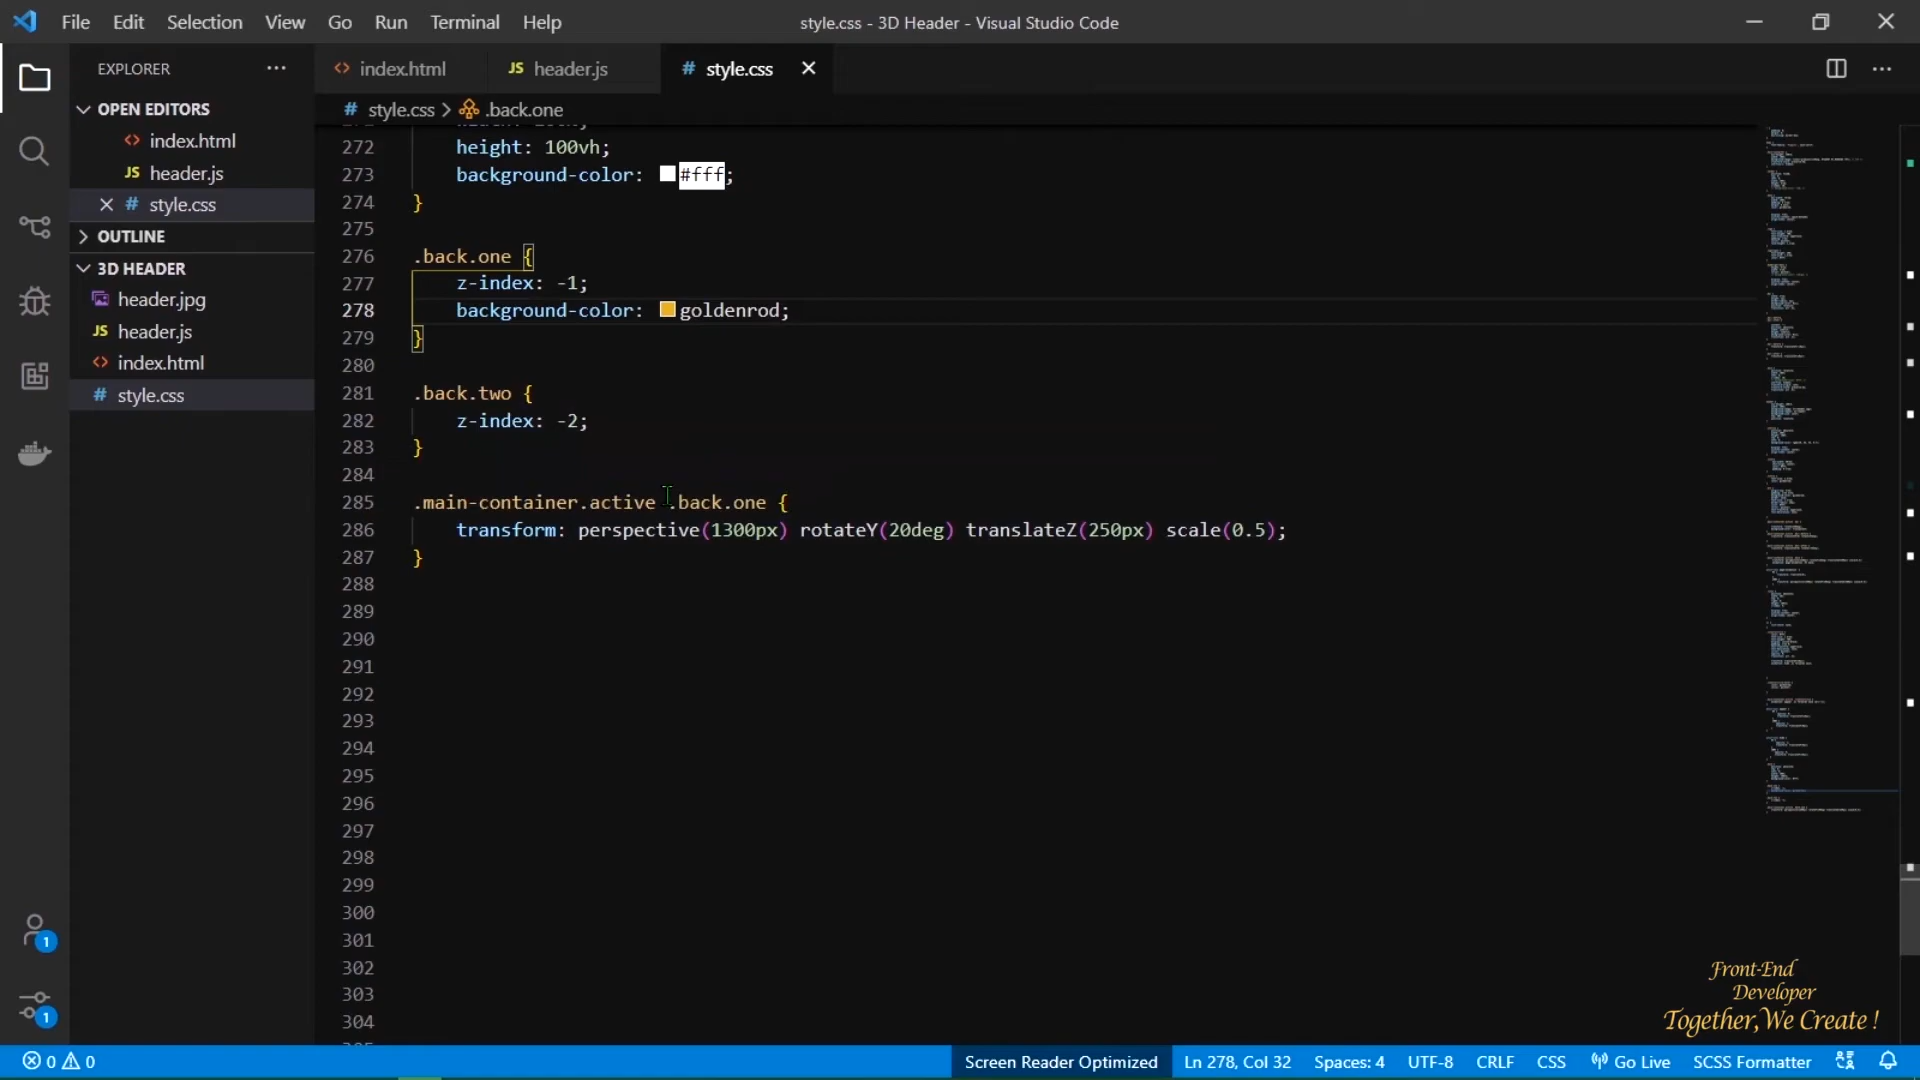 File Edit Selection View Go Run Terminal Help
style.css - 3D Header - Visual Studio Code
EXPLORER
OPEN EDITORS
index.html
JS header.js
# style.css
OUTLINE
3D HEADER
header.jpg
JS header.js
<> index.html
# style.css
<> index.html JS header.js # style.css
# style.css > .back.one
272 height: 100vh;
273 background-color: #fff;
274 }
275
276 .back.one {
277 z-index: -1;
278 background-color: goldenrod;
279 }
280
281 .back.two {
282 z-index: -2;
283 }
284
285 .main-container.active .back.one {
286 transform: perspective(1300px) rotateY(20deg) translateZ(250px) scale(0.5);
287 }
288
289
290
291
292
293
294
295
296
297
298
299
300
301
302
303
304
1
1
Front-End
Developer
Together,We Create !
0 0 Screen Reader Optimized Ln 278, Col 32 Spaces: 4 UTF-8 CRLF CSS Go Live SCSS Formatter